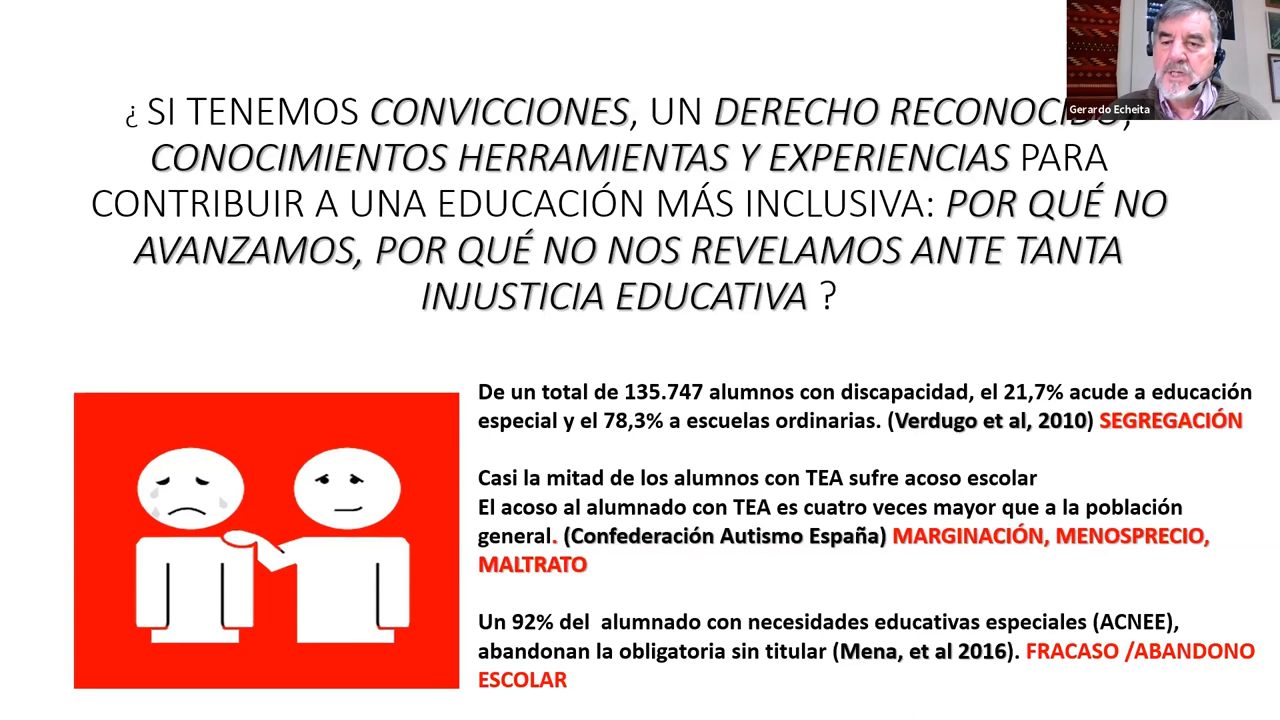 ¿ SI TENEMOS CONVICCIONES, UN DERECHO RECONOCIDO,
CONOCIMIENTOS HERRAMIENTAS Y EXPERIENCIAS PARA
CONTRIBUIR A UNA EDUCACIÓN MÁS INCLUSIVA: POR QUÉ NO
AVANZAMOS, POR QUÉ NO NOS REVELAMOS ANTE TANTA
INJUSTICIA EDUCATIVA ?
Gerardo Echeita
De un total de 135.747 alumnos con discapacidad, el 21,7% acude a educación
especial y el 78,3% a escuelas ordinarias. (Verdugo et al, 2010) SEGREGACIÓN
Casi la mitad de los alumnos con TEA sufre acoso escolar
El acoso al alumnado con TEA es cuatro veces mayor que a la población
general. (Confederación Autismo España) MARGINACIÓN, MENOSPRECIO,
MALTRATO
Un 92% del  alumnado con necesidades educativas especiales (ACNEE),
abandonan la obligatoria sin titular (Mena, et al 2016). FRACASO /ABANDONO
ESCOLAR